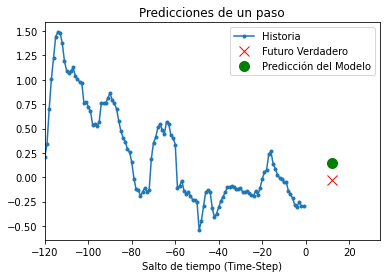 Predicciones de un paso
Historia
Futuro Verdadero
Predicción del Modelo
1.50
1.25
1.00
0.75
0.50
0.25
0.00
−0.25
−0.50
−120 −100 −80 −60 −40 −20 0 20
Salto de tiempo (Time-Step)